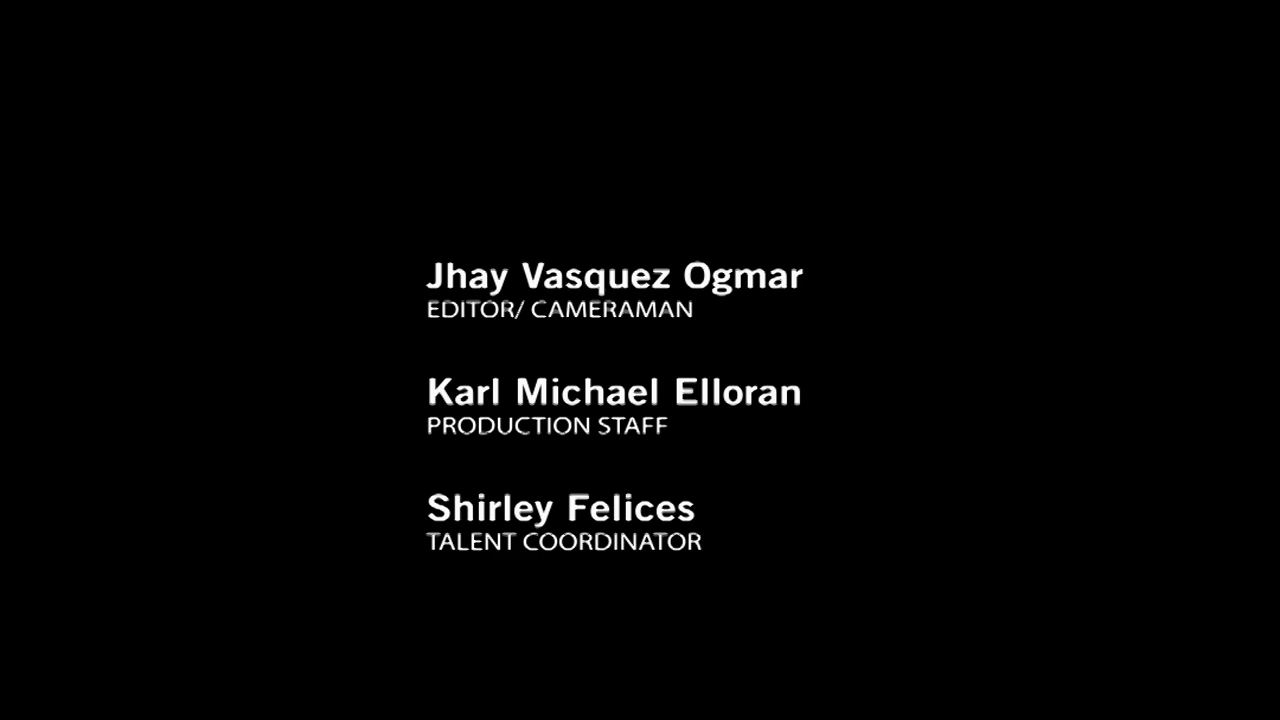 Jhay Vasquez Ogmar
EDITOR/ CAMERAMAN
Karl Michael Elloran
PRODUCTION STAFF
Shirley Felices
TALENT COORDINATOR